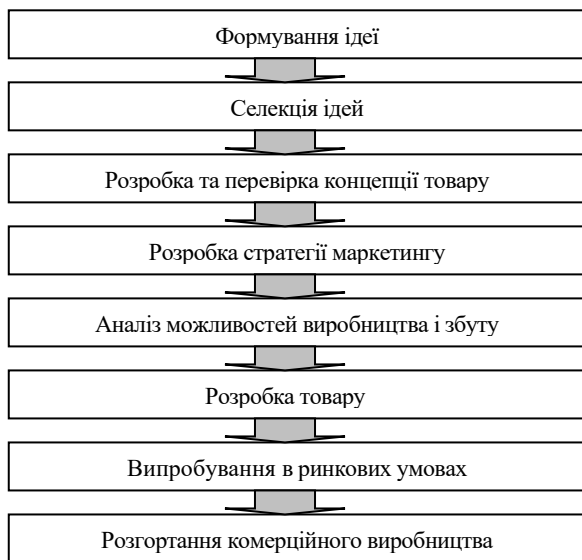 Формування ідеї
Селекція ідей
Розробка та перевірка концепції товару
Розробка стратегії маркетингу
Аналіз можливостей виробництва і збуту
Розробка товару
Випробування в ринкових умовах
Розгортання комерційного виробництва